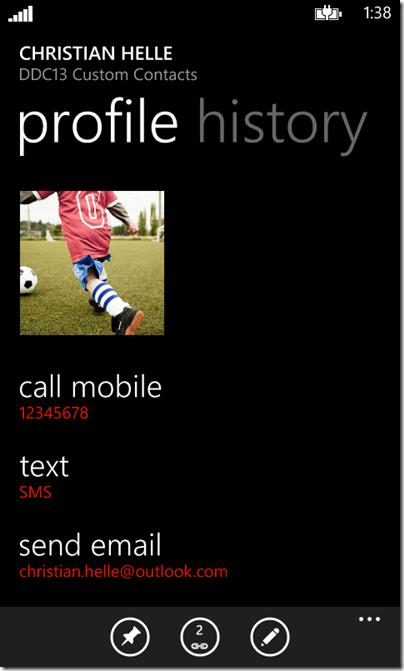 1:38
CHRISTIAN HELLE
DDC13 Custom Contacts
profile history
call mobile
12345678
text
SMS
send email
christian.helle@outlook.com
2